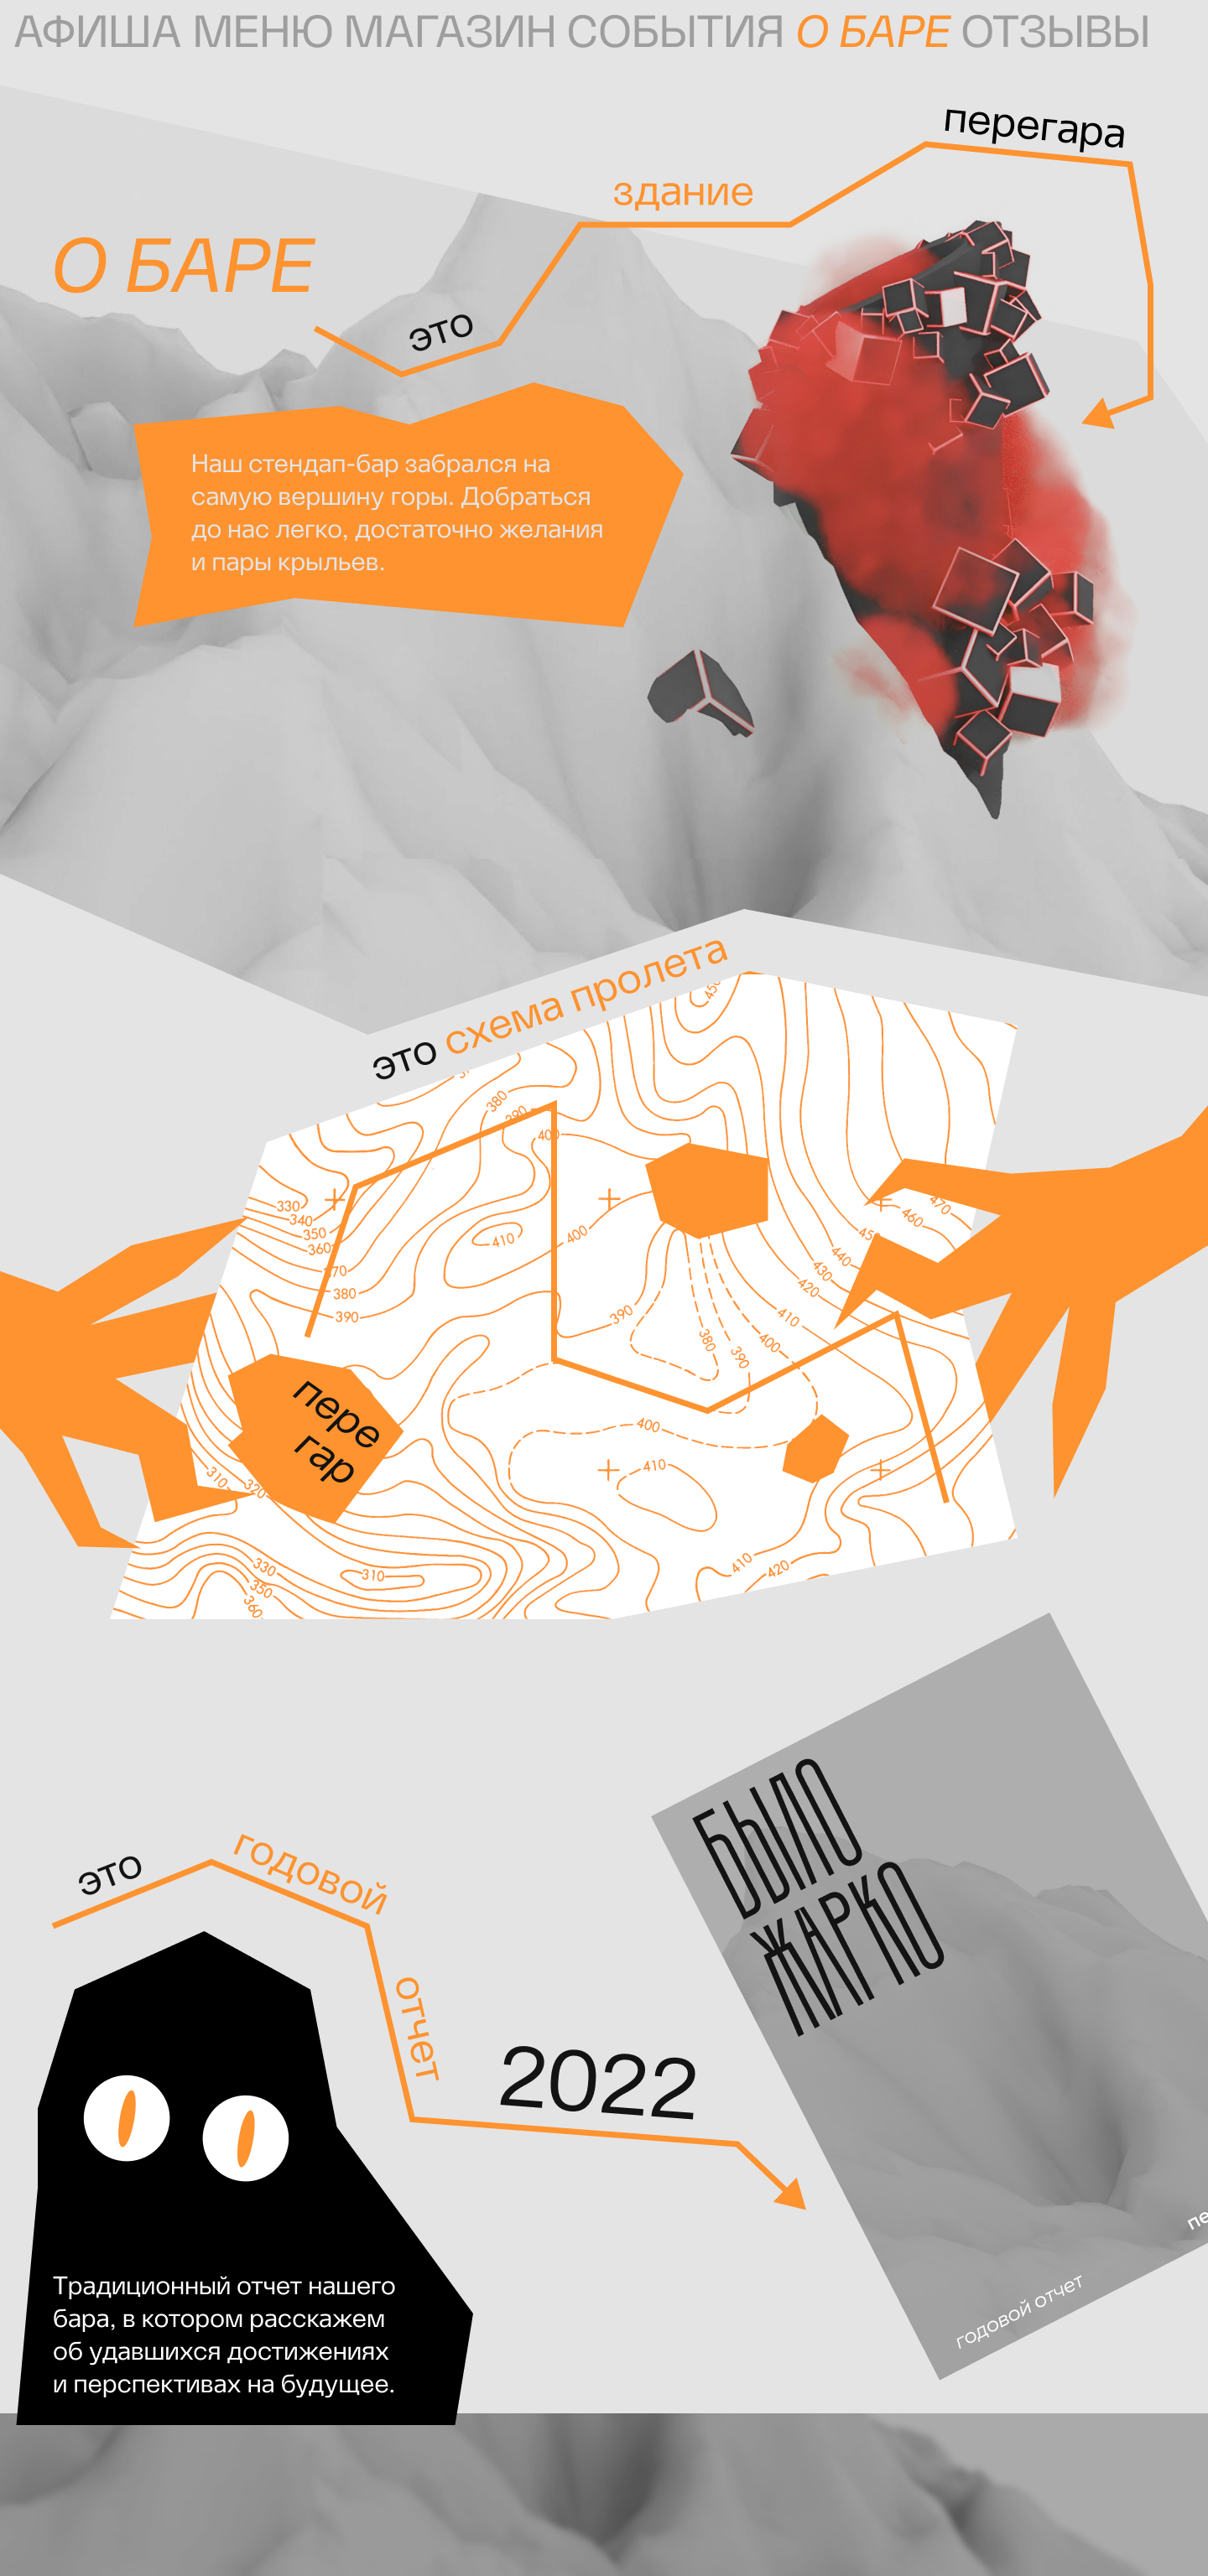 АФИША МЕНЮ МАГАЗИН СОБЫТИЯ О БАРЕ ОТЗЫВЫ
перегара
здание
О БАРЕ
это
Наш стендап-бар забрался на
самую вершину горы. Добраться
до нас легко, достаточно желания
и пары крыльев.
это схема пролета
450
380
390
400
330
340
350
360
370
380
390
410
400
470
460
450
440
430
420
410
390
380
390
400
400
410
310
320
330
350
360
310
410
420
пере
гар
БЫЛО
ЖАРКО
это
годовой
отчет
2022
пе
годовой отчет
Традиционный отчет нашего
бара, в котором расскажем
об удавшихся достижениях
и перспективах на будущее.